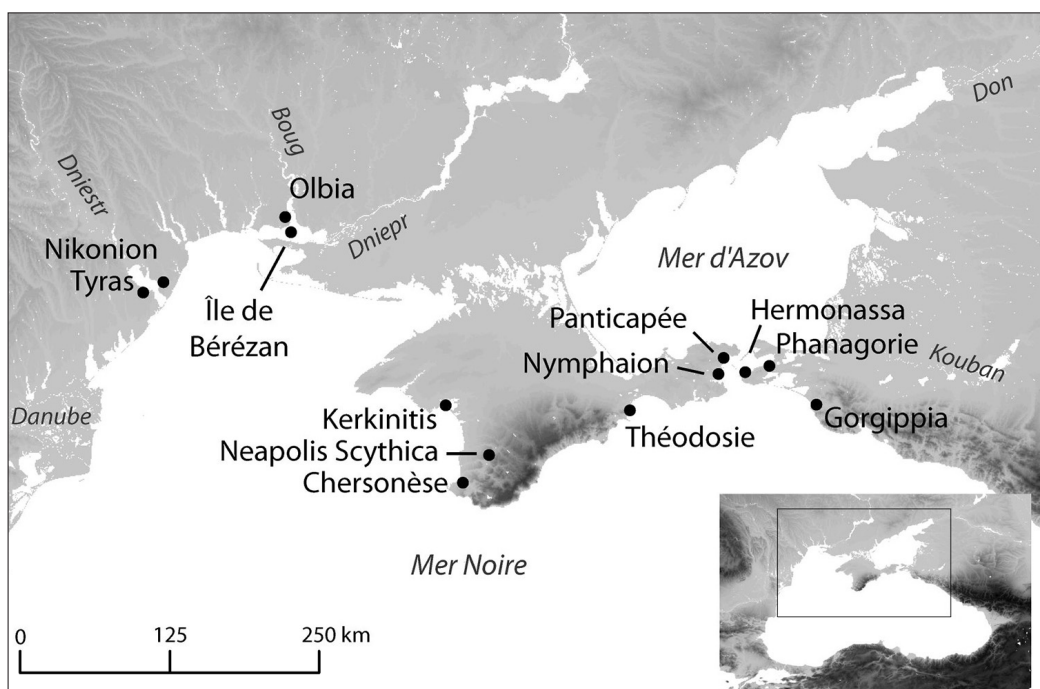 Don
Boug
Dniestr
Olbia
Dniepr
Nikonion
Tyras
Mer d'Azov
Île de
Bérézan
Hermonassa
Panticapée
Phanagorie
Nymphaion
Kouban
Danube
Kerkinitis
Gorgippia
Théodosie
Neapolis Scythica
Chersonèse
Mer Noire
0 125 250 km